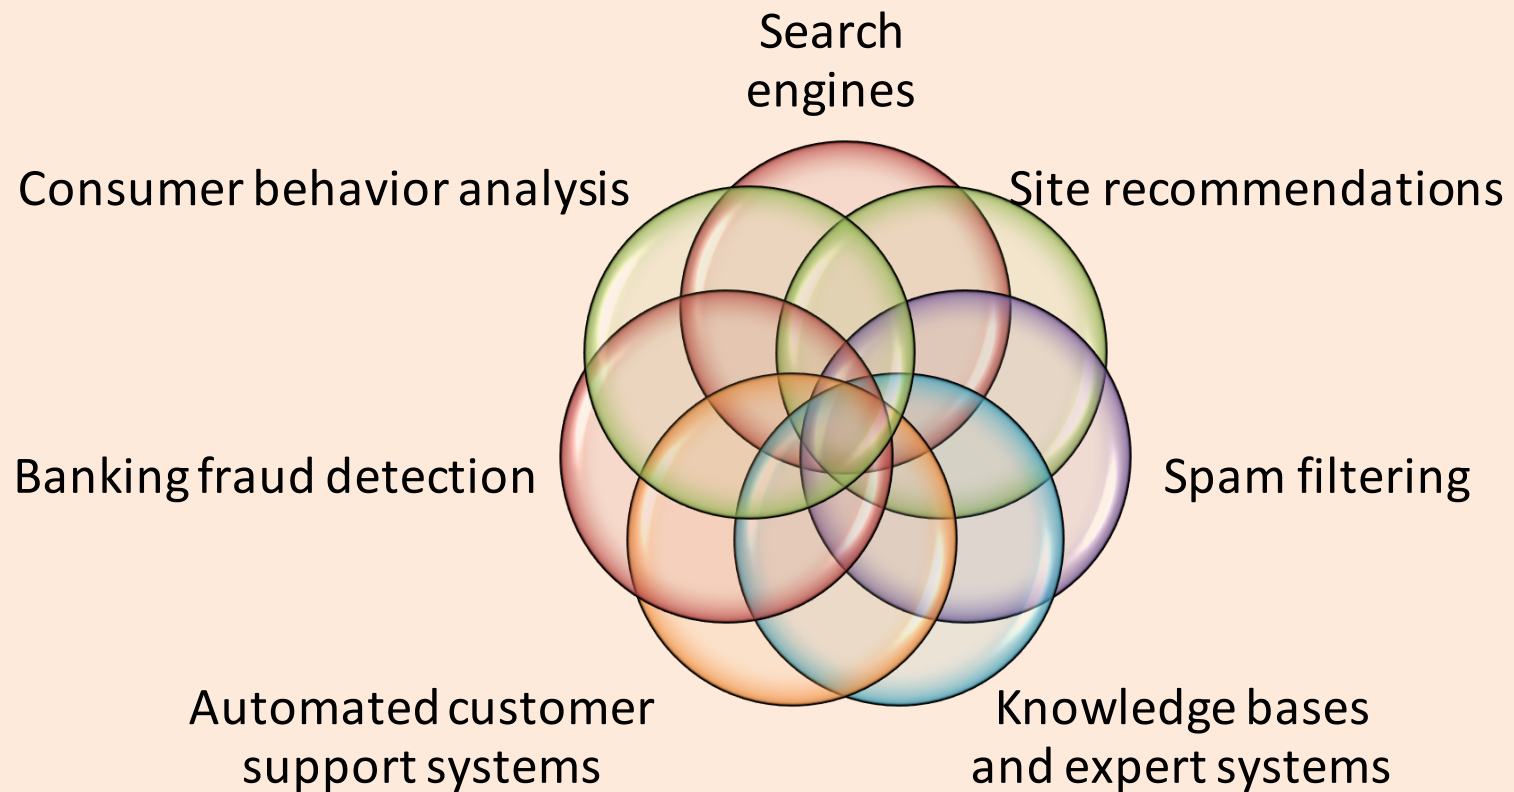 Search
engines
Consumer behavior analysis
Site recommendations
Banking fraud detection
Spam filtering
Automated customer
support systems
Knowledge bases
and expert systems